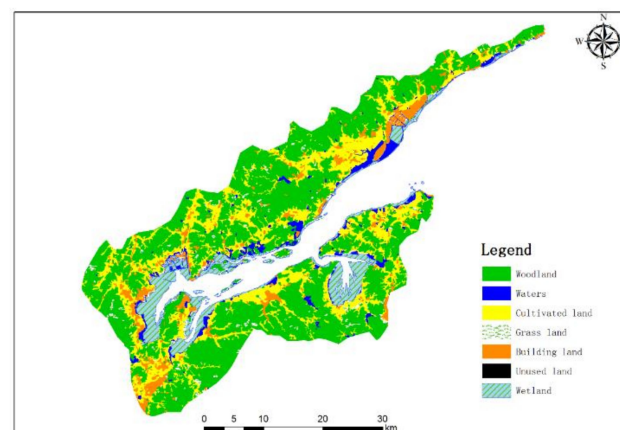 N
W E
S
Legend
Woodland
Waters
Cultivated land
Grass land
Building land
Unused land
Wetland
0 5 10 20 30
km